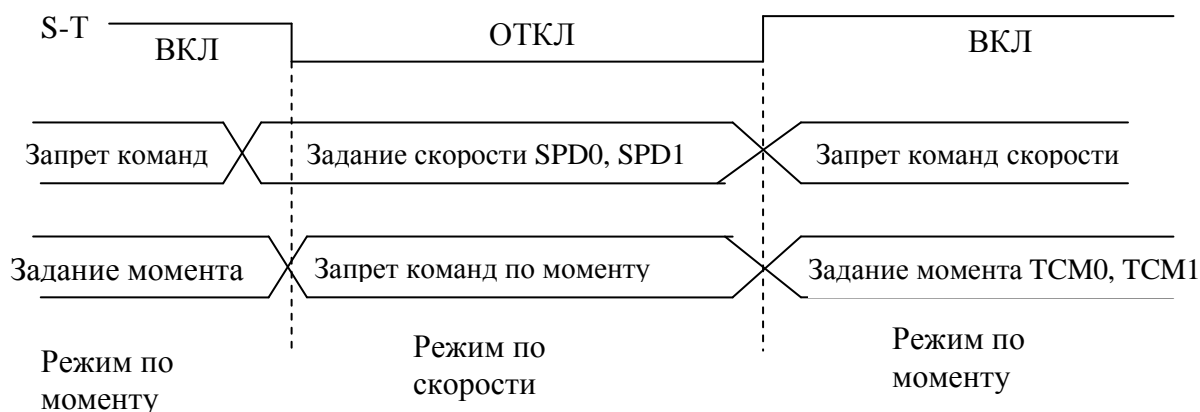 S-T
ВКЛ ОТКЛ ВКЛ
Запрет команд Задание скорости SPD0, SPD1 Запрет команд скорости
Задание момента Запрет команд по моменту Задание момента TCM0, TCM1
Режим по
моменту
Режим по
скорости
Режим по
моменту